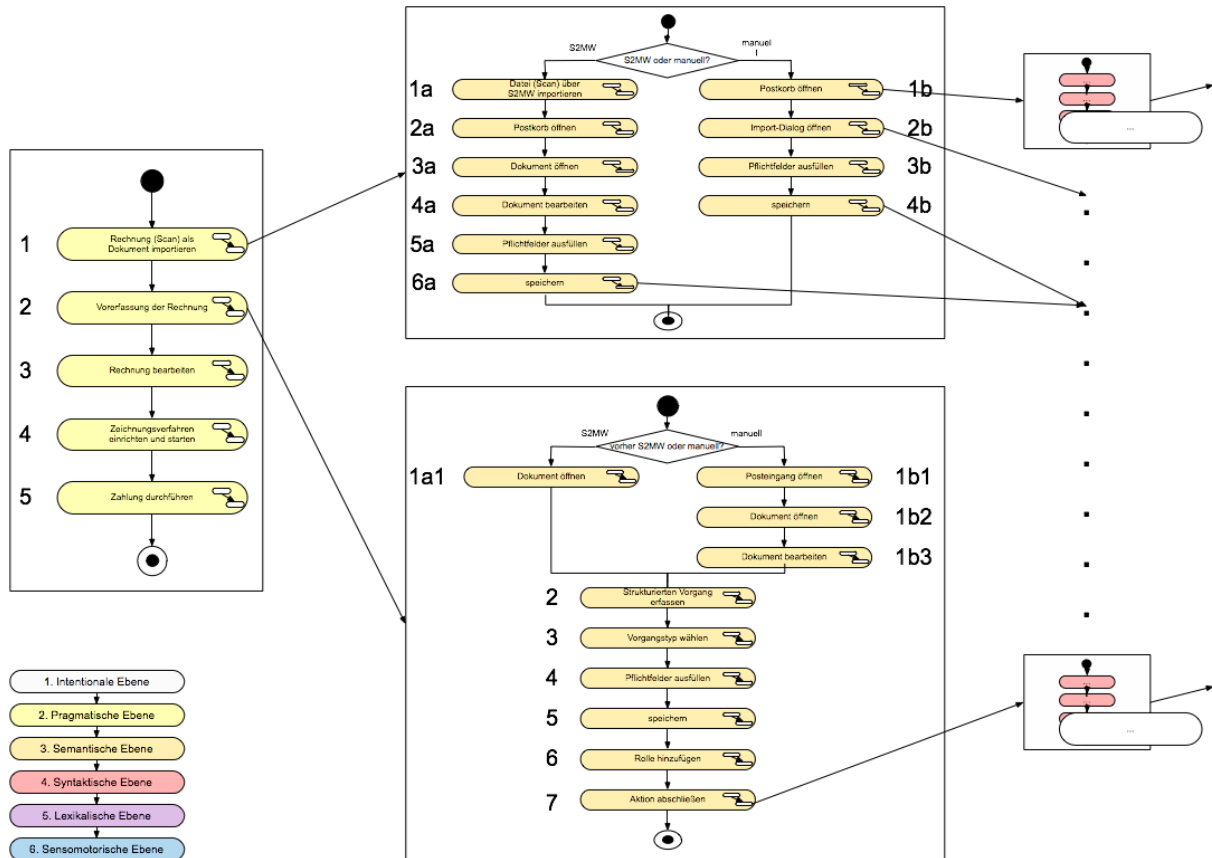 1
Rechnung (Scan) als
Dokument importieren
2
Vorerfassung der Rechnung
3
Rechnung bearbeiten
4
Zeichnungsverfahren
einrichten und starten
5
Zahlung durchführen
1. Intentionale Ebene
2. Pragmatische Ebene
3. Semantische Ebene
4. Syntaktische Ebene
5. Lexikalische Ebene
6. Sensomotorische Ebene
S2MW
S2MW oder manuell?
manuel
l
1a
Datei (Scan) über
S2MW importieren
2a
Postkorb öffnen
3a
Dokument öffnen
4a
Dokument bearbeiten
5a
Pflichtfelder ausfüllen
6a
speichern
Postkorb öffnen
1b
Import-Dialog öffnen
2b
Pflichtfelder ausfüllen
3b
speichern
4b
S2MW
vorher S2MW oder manuell?
manuell
1a1
Dokument öffnen
Posteingang öffnen
1b1
Dokument öffnen
1b2
Dokument bearbeiten
1b3
2
Strukturierten Vorgang
erfassen
3
Vorgangstyp wählen
4
Pflichtfelder ausfüllen
5
speichern
6
Rolle hinzufügen
7
Aktion abschließen
...
...
...
...
...
...